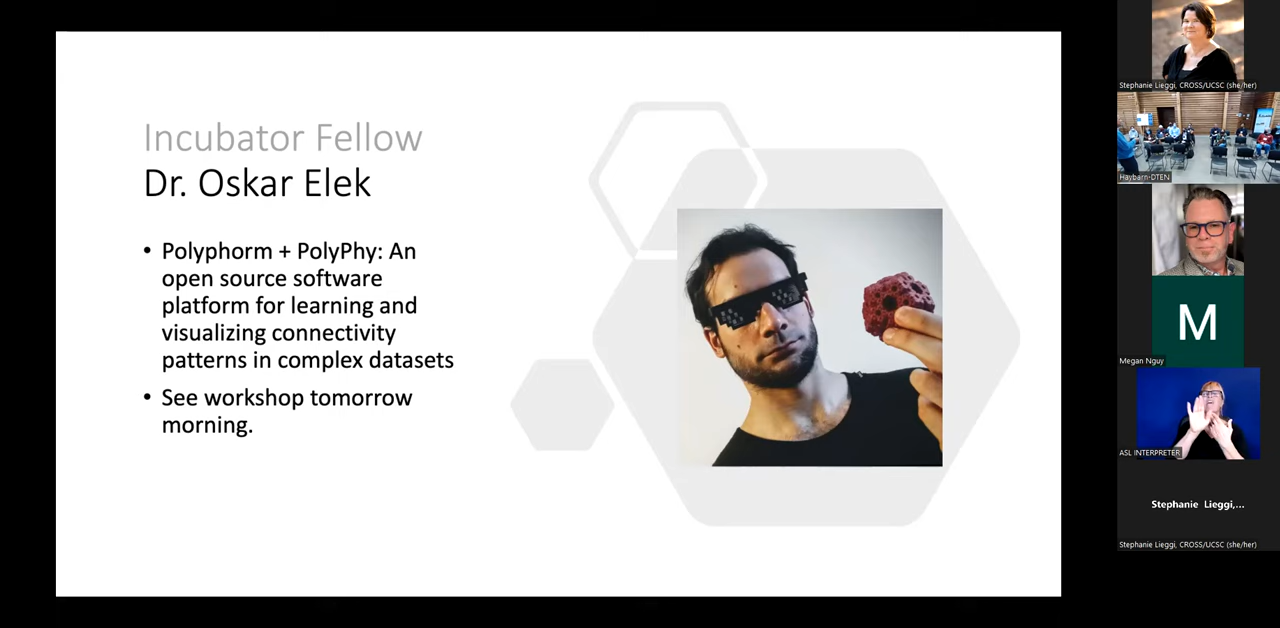 Incubator Fellow
Dr. Oskar Elek
• Polyphorm + PolyPhy: An
open source software
platform for learning and
visualizing connectivity
patterns in complex datasets
• See workshop tomorrow
morning.
Stephanie Lieggi, CROSS/UCSC (she/her)
Haybarn-DTEN
M
Megan Nguy
ASL INTERPRETER
Stephanie Lieggi,...
Stephanie Lieggi, CROSS/UCSC (she/her)